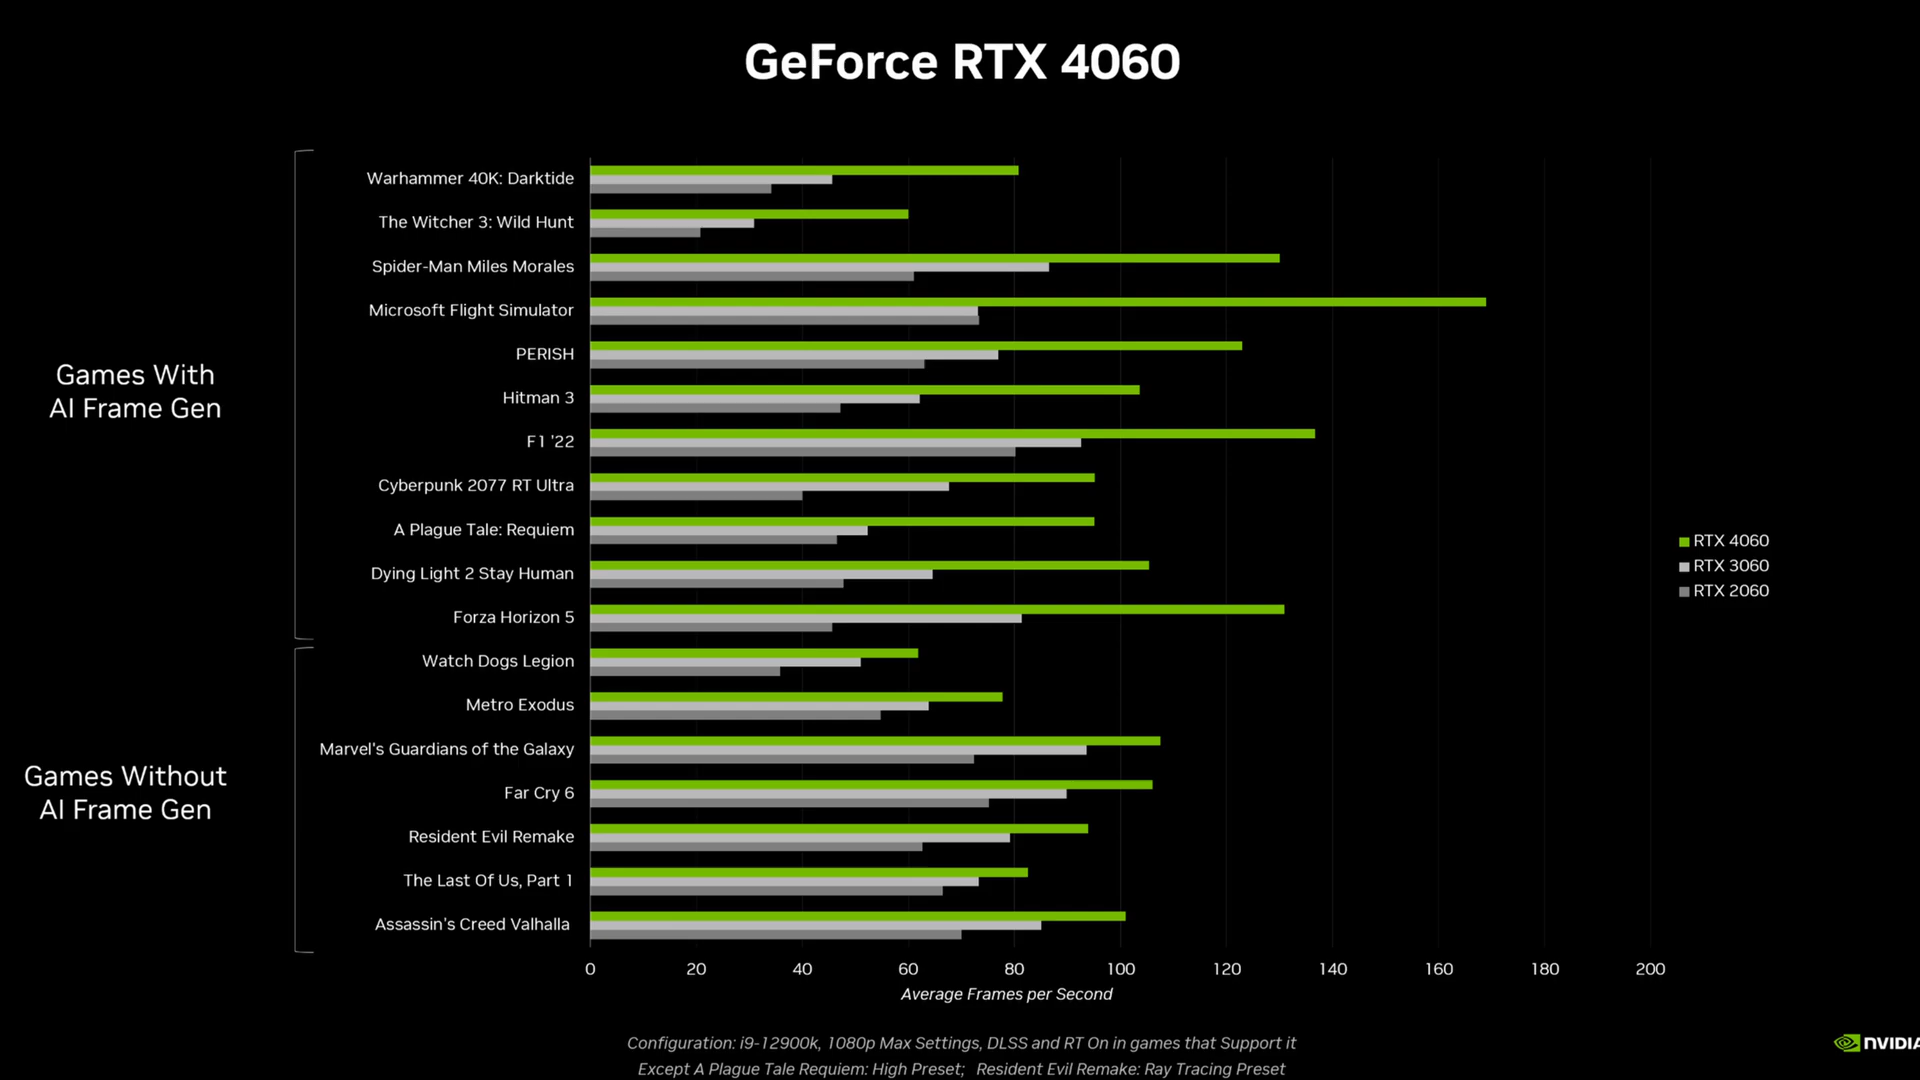 GeForce RTX 4060
Games With
AI Frame Gen
Warhammer 40K: Darktide
The Witcher 3: Wild Hunt
Spider-Man Miles Morales
Microsoft Flight Simulator
PERISH
Hitman 3
F1 '22
Cyberpunk 2077 RT Ultra
A Plague Tale: Requiem
Dying Light 2 Stay Human
Forza Horizon 5
Games Without
AI Frame Gen
Watch Dogs Legion
Metro Exodus
Marvel's Guardians of the Galaxy
Far Cry 6
Resident Evil Remake
The Last Of Us, Part 1
Assassin's Creed Valhalla
RTX 4060
RTX 3060
RTX 2060
0 20 40 60 80 100 120 140 160 180 200
Average Frames per Second
Configuration: i9-12900k, 1080p Max Settings, DLSS and RT On in games that Support it
Except A Plague Tale Requiem: High Preset; Resident Evil Remake: Ray Tracing Preset
NVIDIA